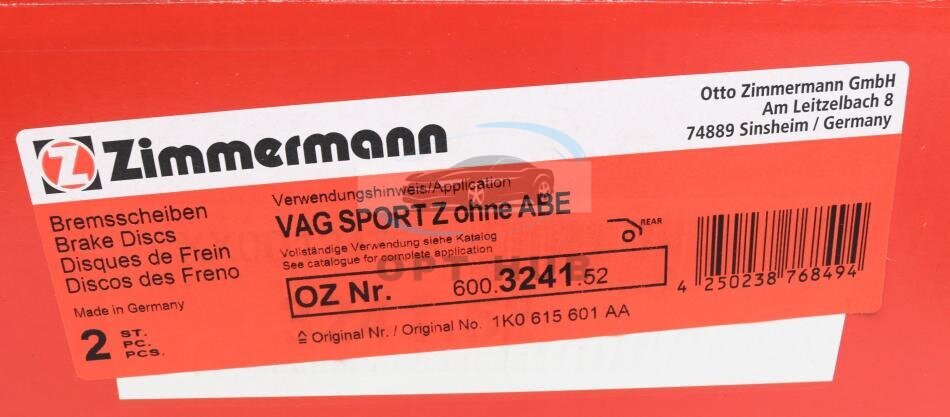 Zimmermann
Otto Zimmermann GmbH
Am Leitzelbach 8
74889 Sinsheim / Germany
Bremsscheiben
Brake Discs
Disques de Frein
Discos des Freno
Made in Germany
2 ST.
PC.
PCS.
Verwendungshinweis/Application
VAG SPORT Z ohne ABE
Vollständige Verwendung siehe Katalog
See catalogue for complete application
REAR
OPT HUB
OZ Nr. 600.3241.52
≙ Original Nr. / Original No. 1K0 615 601 AA
4 250238 768494